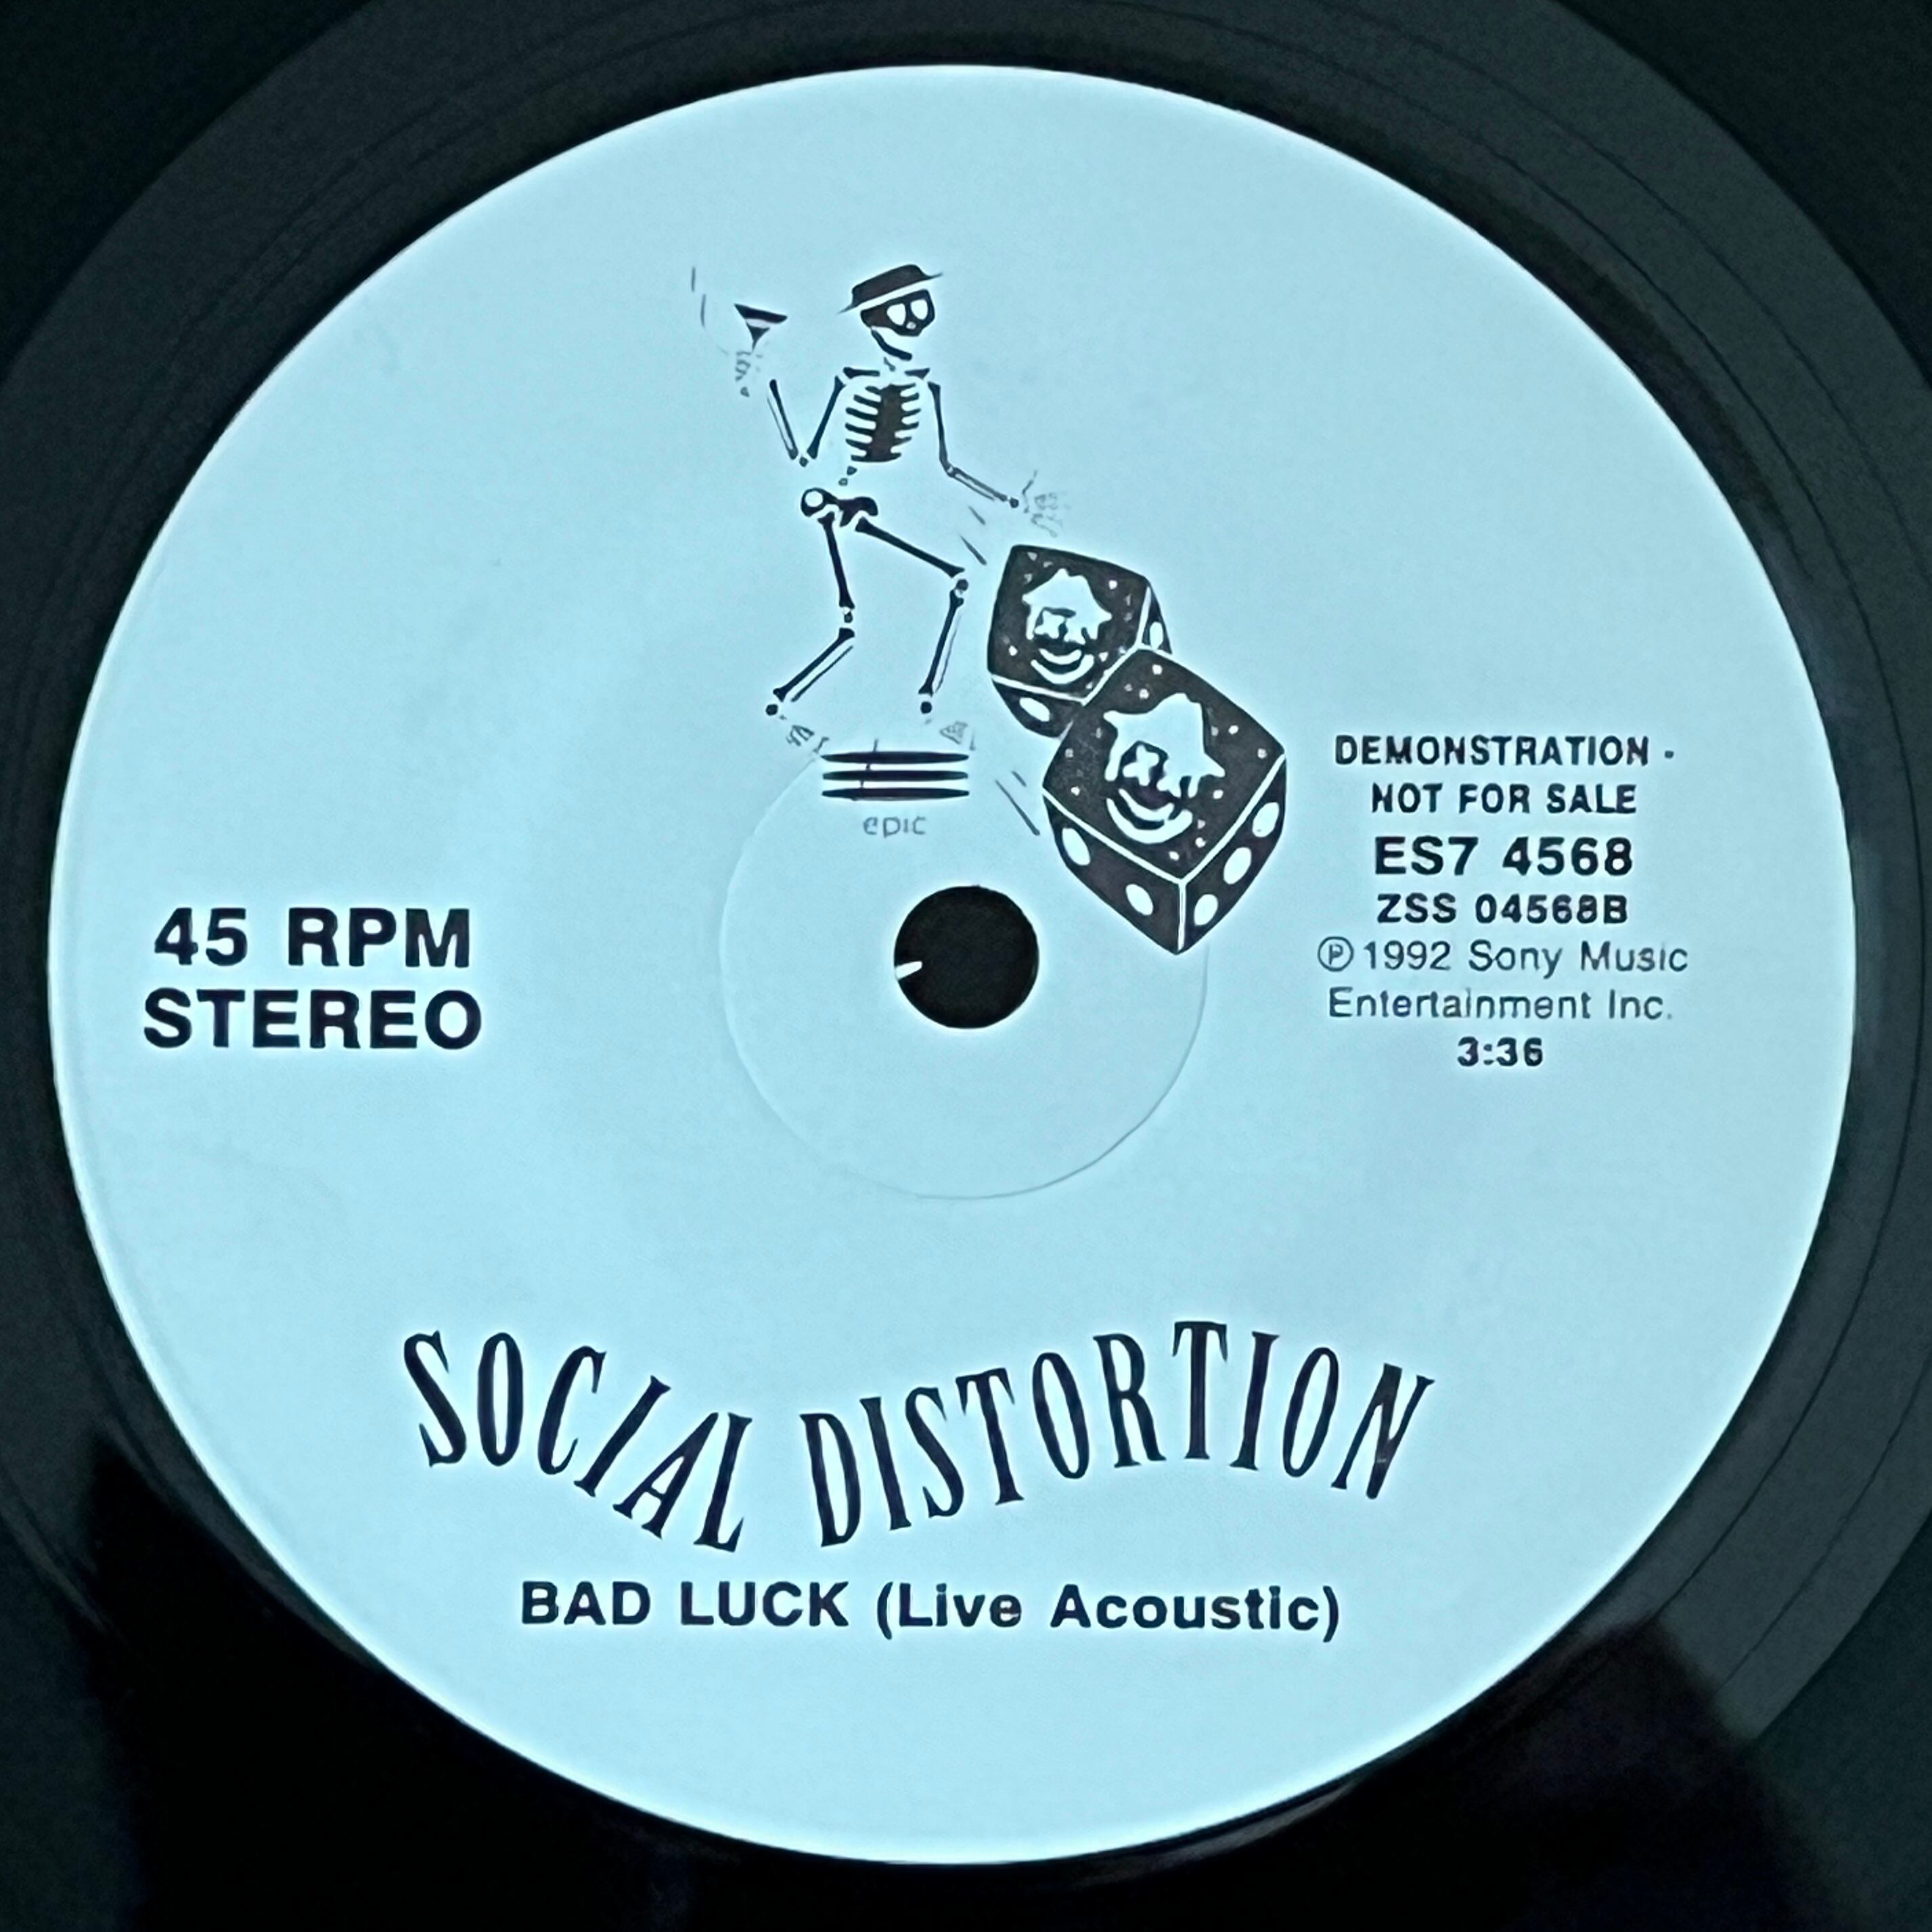 epic
DEMONSTRATION -
NOT FOR SALE
ES7 4568
ZSS 04568B
℗1992 Sony Music
Entertainment Inc.
3:36
45 RPM
STEREO
SOCIAL DISTORTION
BAD LUCK (Live Acoustic)